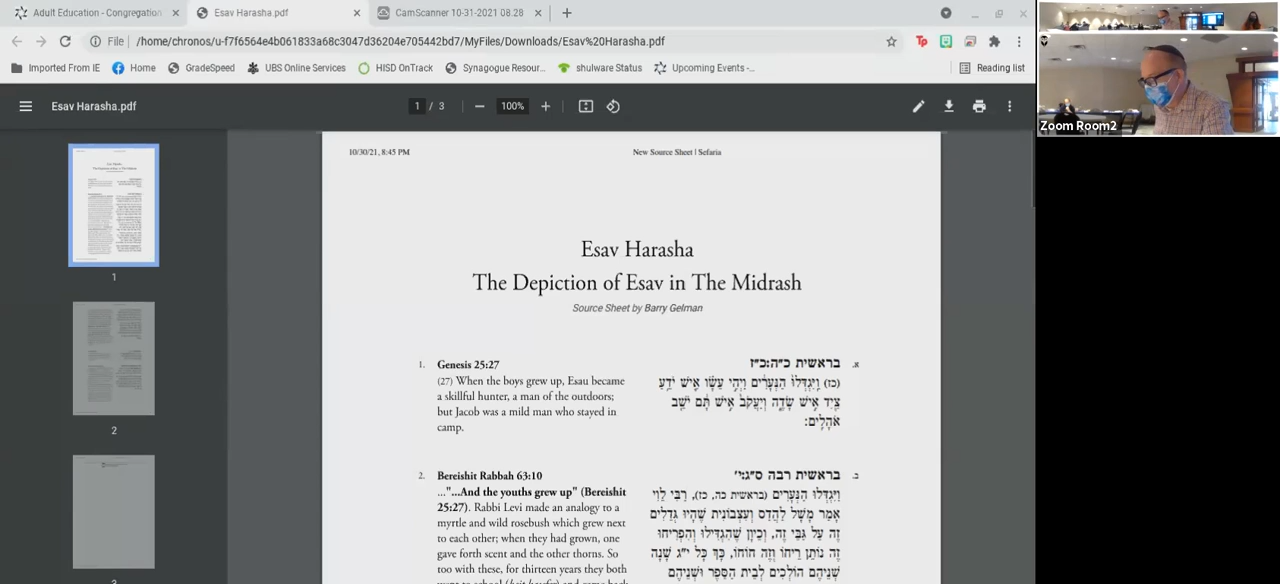 Adult Education - Congregation
Esav Harasha.pdf
CamScanner 10-31-2021 08.28
File
/home/chronos/u-f7f6564e4b061833a68c3047d36204e705442bd7/MyFiles/Downloads/Esav%20Harasha.pdf
Imported From IE
Home
GradeSpeed
UBS Online Services
HISD OnTrack
Synagogue Resour...
shulware Status
Upcoming Events -...
Reading list
Esav Harasha.pdf
1 / 3
100%
1
2
3
10/30/21, 8:45 PM
New Source Sheet | Sefaria
Esav Harasha
The Depiction of Esav in The Midrash
Source Sheet by Barry Gelman
1. Genesis 25:27
(27) When the boys grew up, Esau became
a skillful hunter, a man of the outdoors;
but Jacob was a mild man who stayed in
camp.
א. בראשית כ״ה:כ״ז
(כז) וַֽיִּגְדְּלוּ֙ הַנְּעָרִ֔ים וַיְהִ֣י עֵשָׂ֗ו אִ֛ישׁ יֹדֵ֥עַ
צַ֖יִד אִ֣ישׁ שָׂדֶ֑ה וְיַעֲקֹב֙ אִ֣ישׁ תָּ֔ם יֹשֵׁ֖ב
אֹהָלִֽים׃
2. Bereishit Rabbah 63:10
..."...And the youths grew up" (Bereishit
25:27). Rabbi Levi made an analogy to a
myrtle and wild rosebush which grew next
to each other; when they had grown, one
gave forth scent and the other thorns. So
too with these, for thirteen years they both
ב. בראשית רבה ס״ג:י׳
וַיִּגְדְּלוּ הַנְּעָרִים (בראשית כה, כז), רַבִּי לֵוִי
אָמַר מָשָׁל לַהֲדַס וְעִצְבוֹנִית שֶׁהָיוּ גְּדֵלִים
זֶה עַל גַּבֵּי זֶה, וְכֵיוָן שֶׁהִגְדִּילוּ וְהִפְרִיחוּ
זֶה נוֹתֵן רֵיחוֹ וְזֶה חוֹחוֹ, כָּךְ כָּל י״ג שָׁנָה
שְׁנֵיהֶם הוֹלְכִים לְבֵית הַסֵּפֶר וּשְׁנֵיהֶם
Zoom Room2